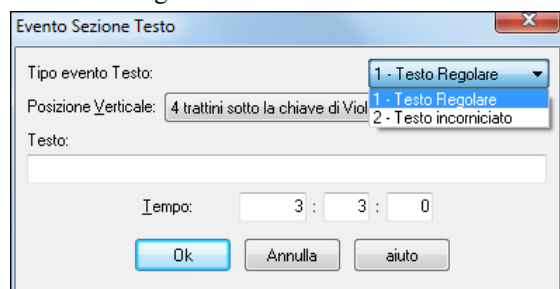 Evento Sezione Testo
Tipo evento Testo: 1 - Testo Regolare
1 - Testo Regolare
2 - Testo incorniciato
Posizione Verticale: 4 trattini sotto la chiave di Viol
Testo:
Tempo: 3 : 3 : 0
Ok Annulla aiuto